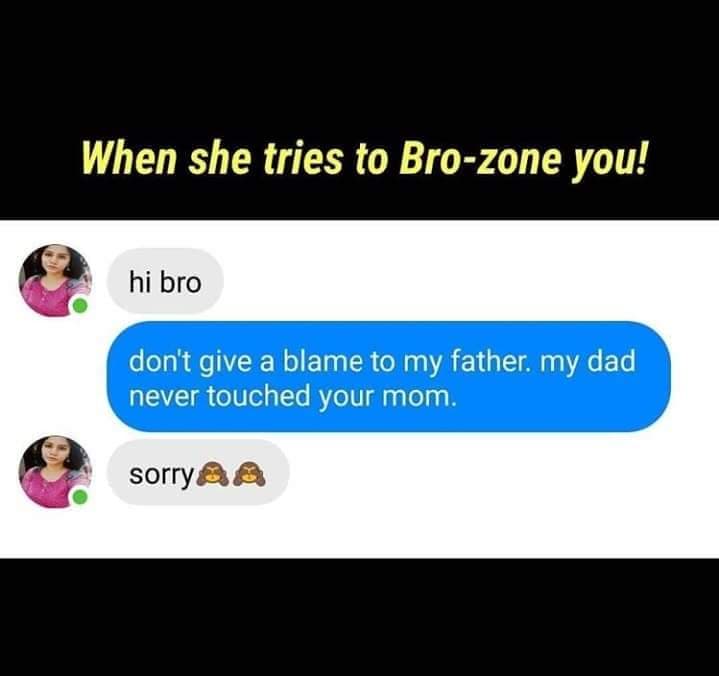 When she tries to Bro-zone you!
hi bro
don't give a blame to my father. my dad
never touched your mom.
sorry🙈🙈